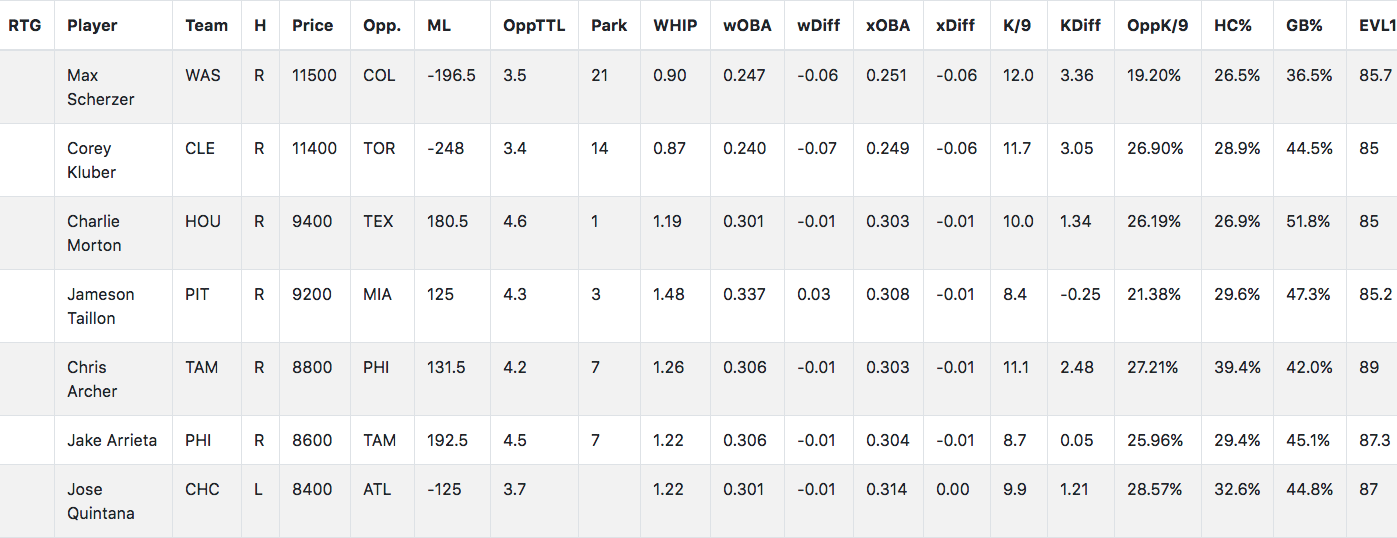 RTG Player Team H Price Opp. ML OppTTL Park WHIP wOBA wDiff xOBA xDiff K/9 KDiff OppK/9 HC% GB% EVL1
Max Scherzer WAS R 11500 COL -196.5 3.5 21 0.90 0.247 -0.06 0.251 -0.06 12.0 3.36 19.20% 26.5% 36.5% 85.7
Corey Kluber CLE R 11400 TOR -248 3.4 14 0.87 0.240 -0.07 0.249 -0.06 11.7 3.05 26.90% 28.9% 44.5% 85
Charlie Morton HOU R 9400 TEX 180.5 4.6 1 1.19 0.301 -0.01 0.303 -0.01 10.0 1.34 26.19% 26.9% 51.8% 85
Jameson Taillon PIT R 9200 MIA 125 4.3 3 1.48 0.337 0.03 0.308 -0.01 8.4 -0.25 21.38% 29.6% 47.3% 85.2
Chris Archer TAM R 8800 PHI 131.5 4.2 7 1.26 0.306 -0.01 0.303 -0.01 11.1 2.48 27.21% 39.4% 42.0% 89
Jake Arrieta PHI R 8600 TAM 192.5 4.5 7 1.22 0.306 -0.01 0.304 -0.01 8.7 0.05 25.96% 29.4% 45.1% 87.3
Jose Quintana CHC L 8400 ATL -125 3.7 1.22 0.301 -0.01 0.314 0.00 9.9 1.21 28.57% 32.6% 44.8% 87